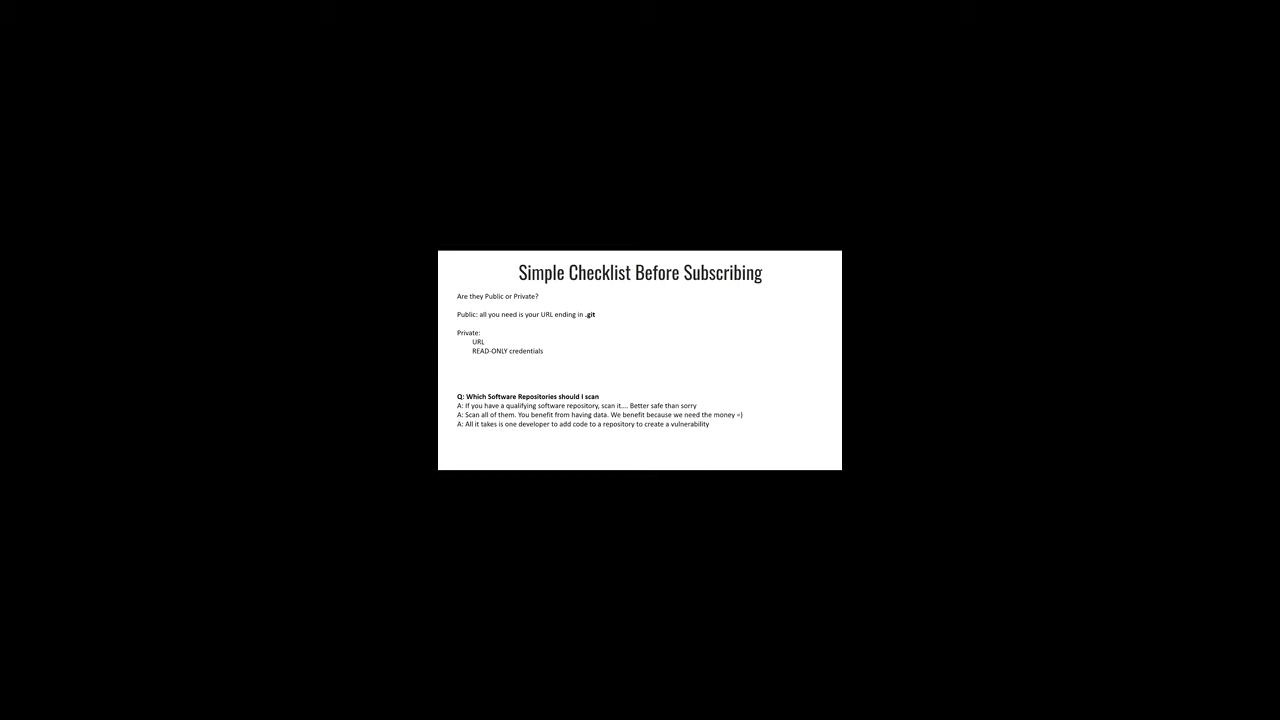 Simple Checklist Before Subscribing
Are they Public or Private?
Public: all you need is your URL ending in .git
Private:
URL
READ-ONLY credentials
Q: Which Software Repositories should I scan
A: If you have a qualifying software repository, scan it.... Better safe than sorry
A: Scan all of them. You benefit from having data. We benefit because we need the money =)
A: All it takes is one developer to add code to a repository to create a vulnerability